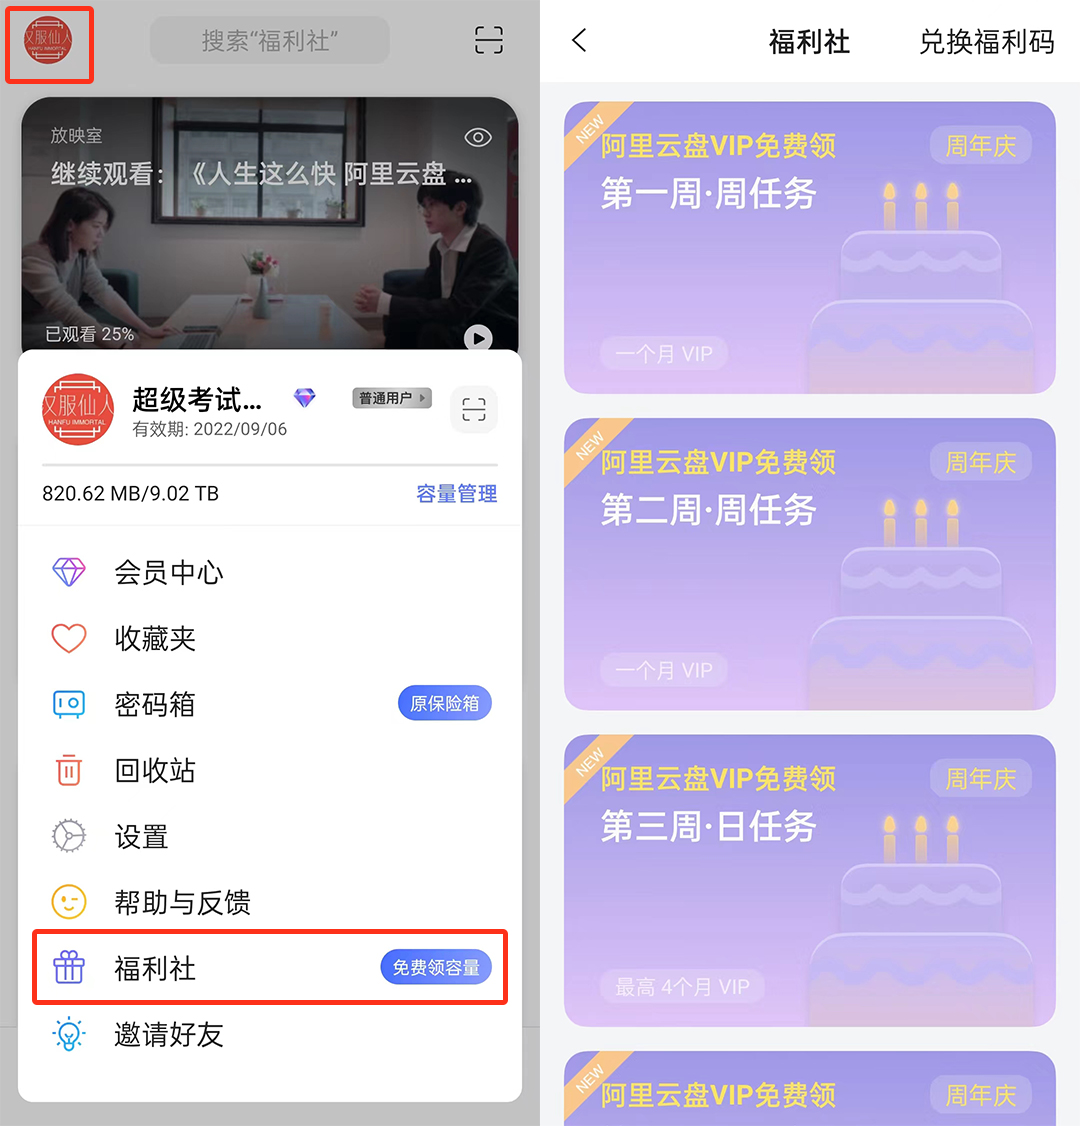 汉服仙人
HANFU IMMORTAL
搜索“福利社”
放映室
继续观看：《人生这么快 阿里云盘 ...
已观看 25%
汉服仙人
HANFU IMMORTAL
超级考试...
普通用户
有效期: 2022/09/06
820.62 MB/9.02 TB
容量管理
会员中心
收藏夹
密码箱
原保险箱
回收站
设置
帮助与反馈
福利社
免费领容量
邀请好友
福利社
兑换福利码
NEW
阿里云盘VIP免费领
周年庆
第一周·周任务
一个月 VIP
NEW
阿里云盘VIP免费领
周年庆
第二周·周任务
一个月 VIP
NEW
阿里云盘VIP免费领
周年庆
第三周·日任务
最高 4个月 VIP
NEW
阿里云盘VIP免费领
周年庆